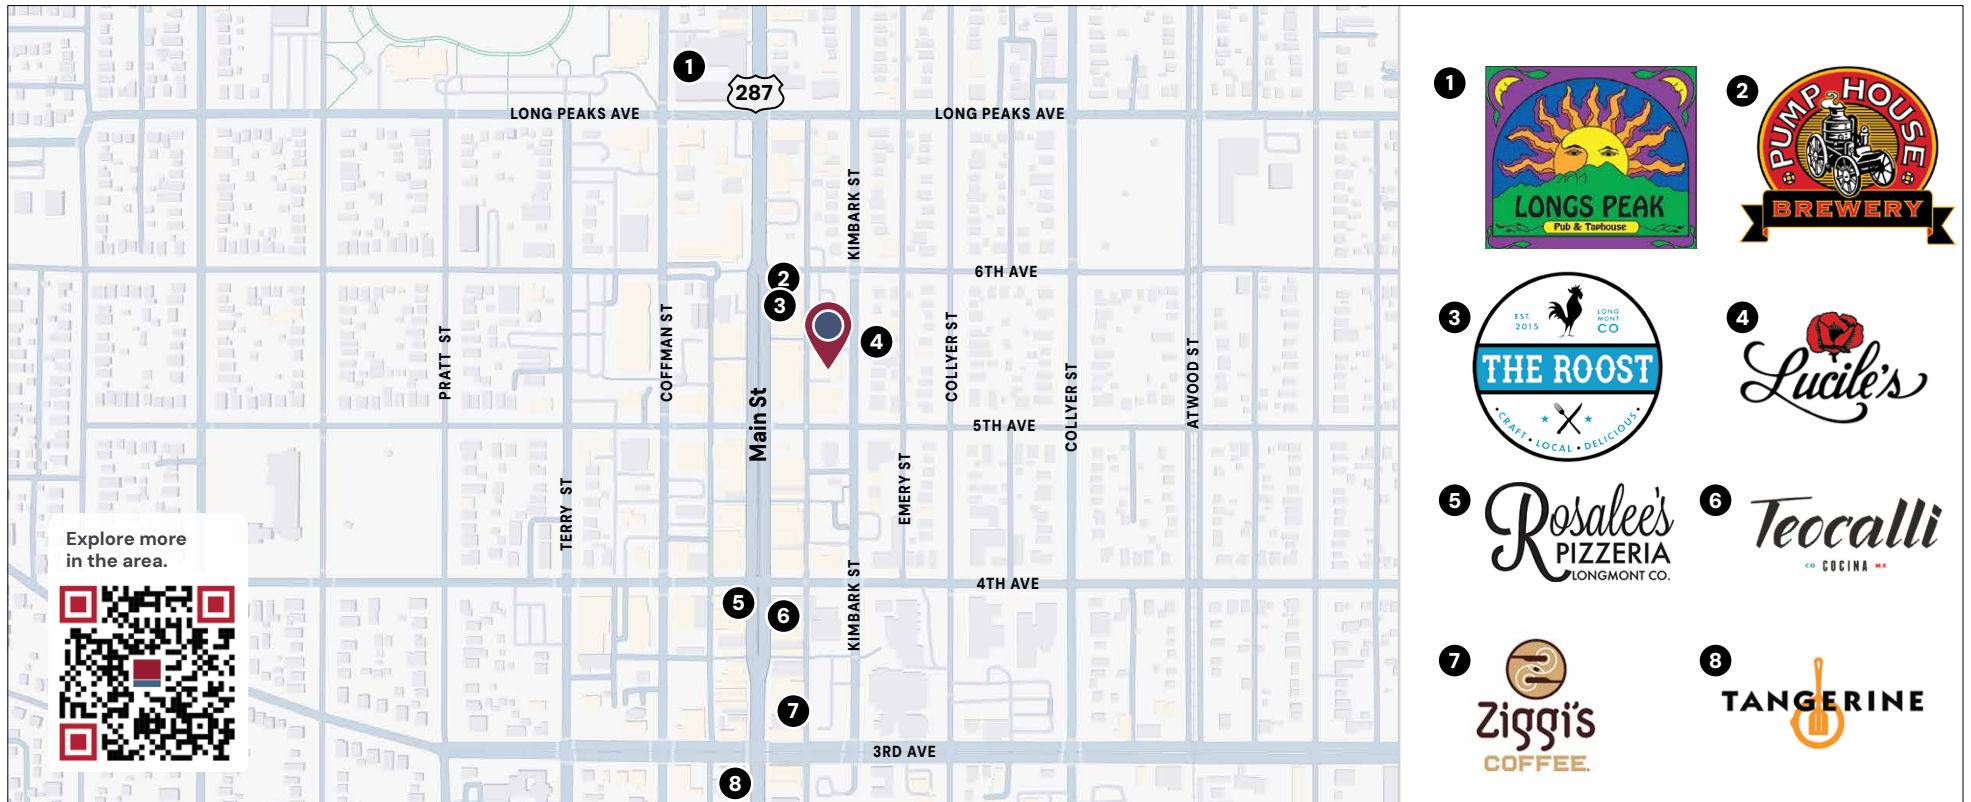 1
287
LONG PEAKS AVE
LONG PEAKS AVE
KIMBARK ST
2
6TH AVE
3
4
PRATT ST
COFFMAN ST
COLLYER ST
ATWOOD ST
Main St
COLLYER ST
5TH AVE
TERRY ST
EMERY ST
Explore more
in the area.
4TH AVE
KIMBARK ST
5
6
7
3RD AVE
8
1
LONGS PEAK
Pub & Taphouse
2
PUMP HOUSE
BREWERY
3
EST.
2015
LONG
MONT
CO
THE ROOST
• CRAFT • LOCAL • DELICIOUS •
4
Lucile's
5
Rosalee's
PIZZERIA
LONGMONT CO.
6
Teocalli
CO COCINA MX
7
Ziggi's
COFFEE.
8
TANGERINE